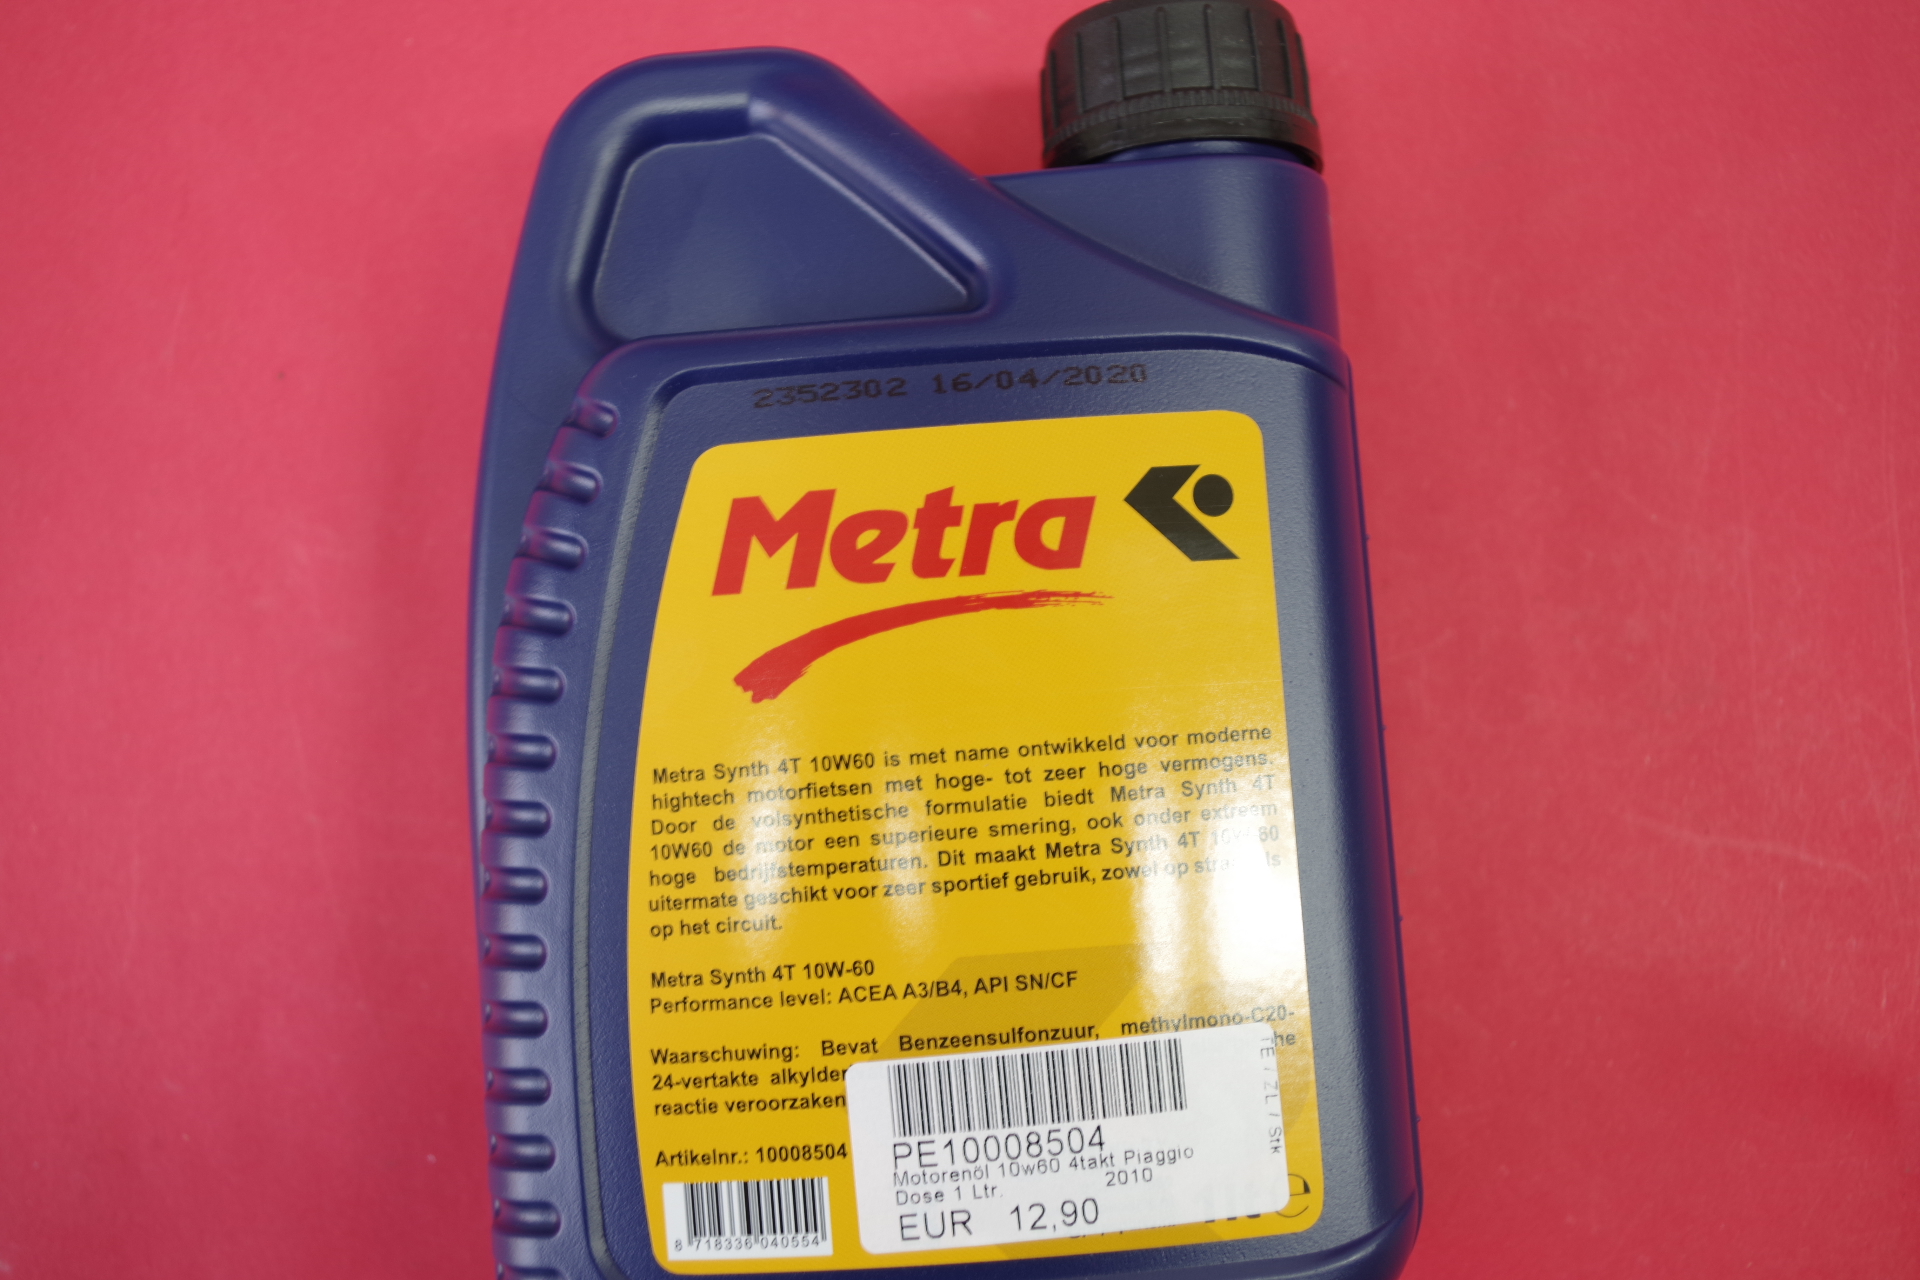 2352302 16/04/2020
Metra
Metra Synth 4T 10W60 is met name ontwikkeld voor moderne
hightech motorfietsen met hoge- tot zeer hoge vermogens.
Door de volsynthetische formulatie biedt Metra Synth 4T
10W60 de motor een superieure smering, ook onder extreem
hoge bedrijfstemperaturen. Dit maakt Metra Synth 4T
uitermate geschikt voor zeer sportief gebruik, zowel op
op het circuit.
Metra Synth 4T 10W-60
Performance level: ACEA A3/B4, API SN/CF
Waarschuwing: Bevat Benzeensulfonzuur, methylmono-C20-
24-vertakte
reactie veroorzaken
Artikelnr.: 10008504
8 718336 040554
PE10008504
Motorenöl 10w60 4takt Piaggio
Dose 1 Ltr. 2010
EUR 12,90
TE / ZL / Stk
e